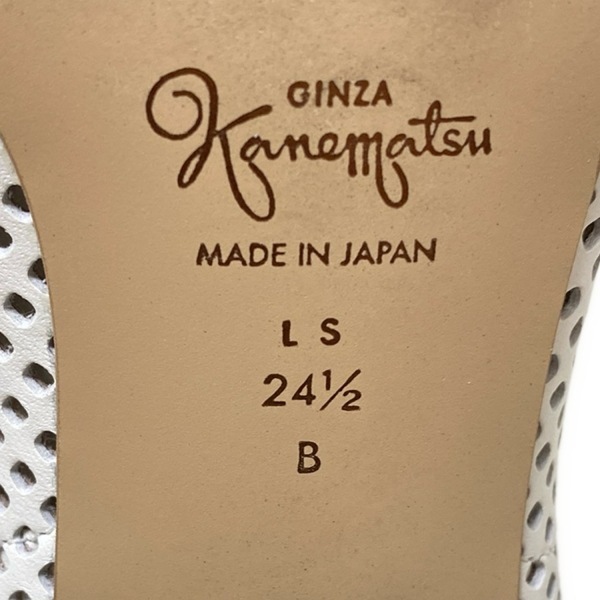 GINZA
Kanematsu
MADE IN JAPAN
L S
24½
B